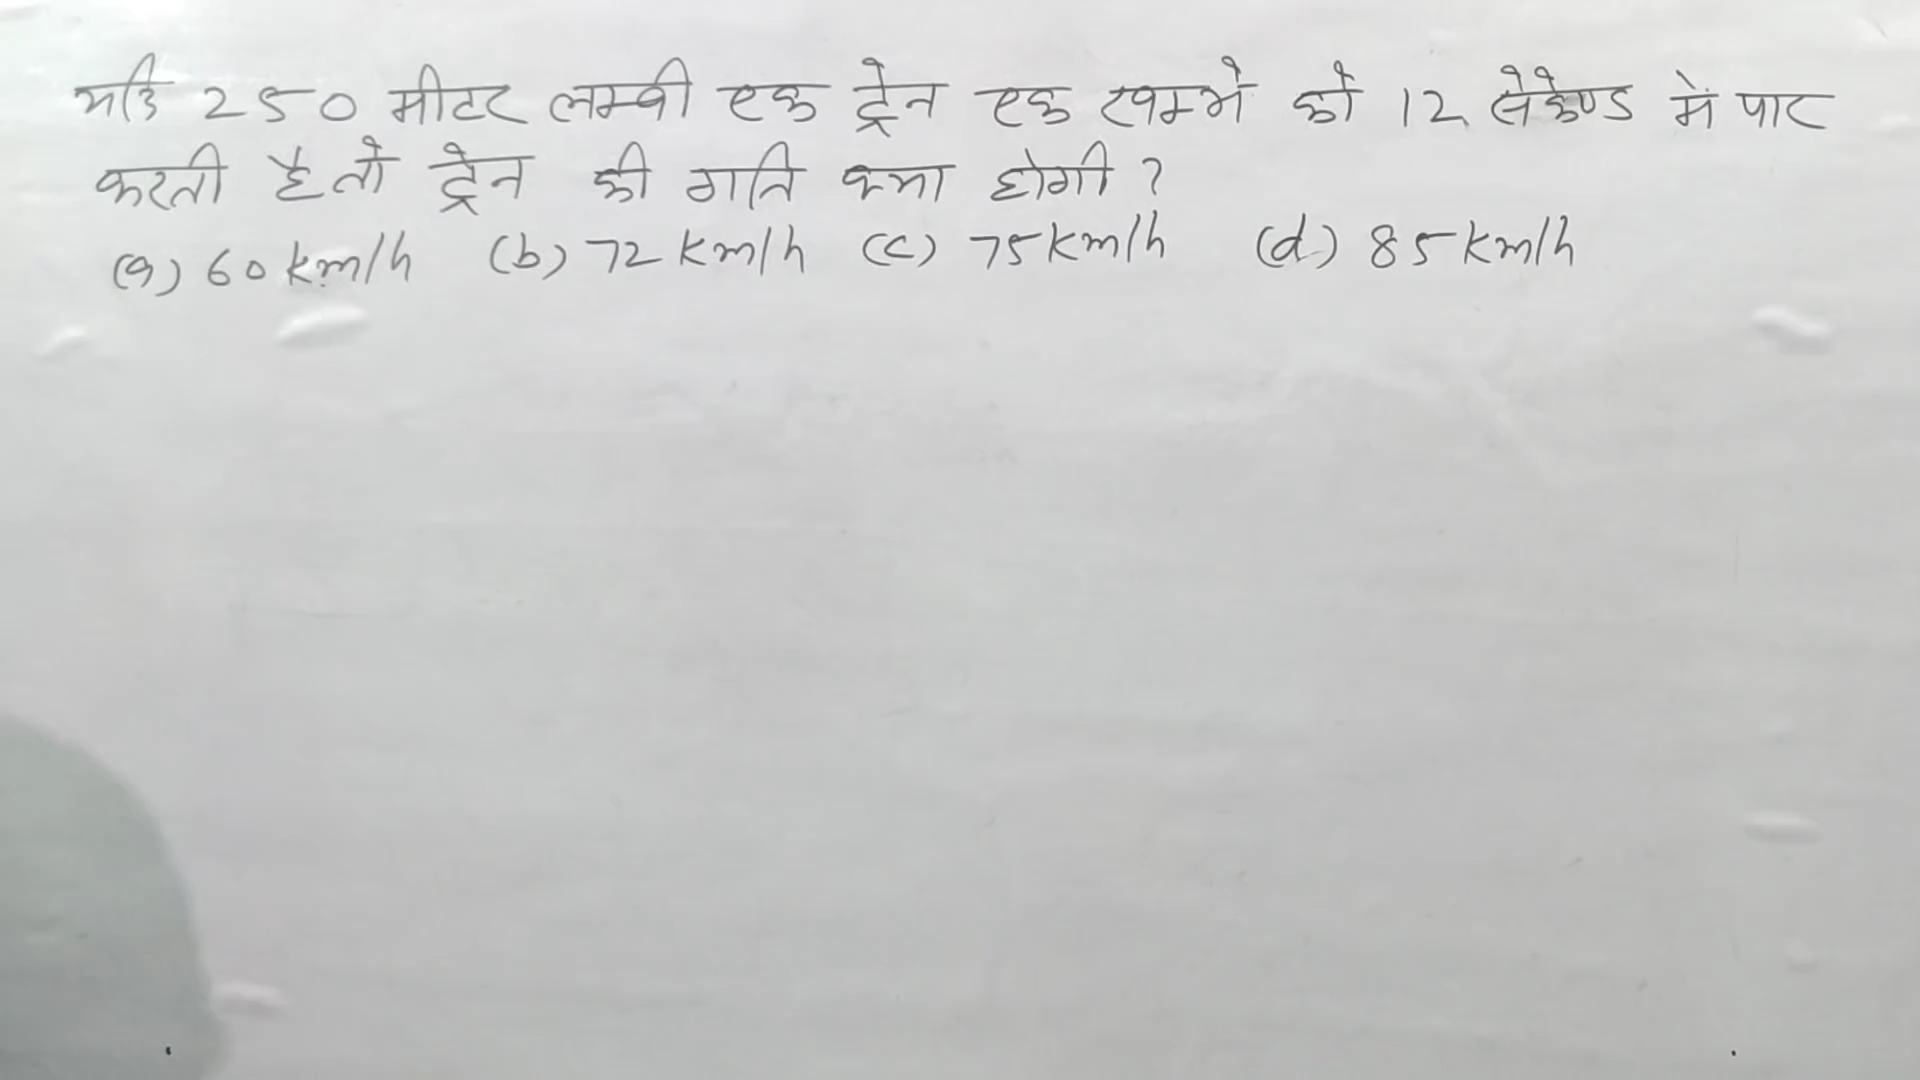 यदि 250 मीटर लम्बी एक ट्रेन एक खम्भे को 12 सेकेण्ड में पार
करती है तो ट्रेन की गति क्या होगी ?
(a) 60 km/h (b) 72 km/h (c) 75 km/h (d) 85 km/h